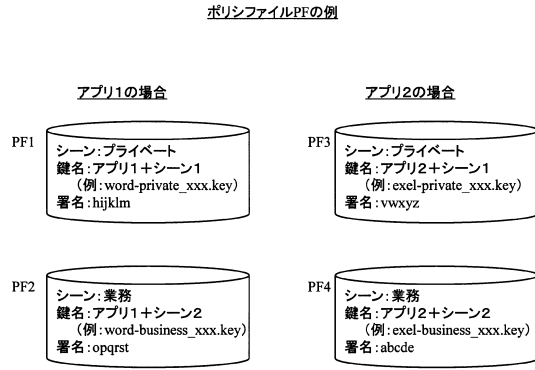 ポリシファイルPFの例
アプリ1の場合
PF1
シーン:プライベート
鍵名:アプリ1+シーン1
(例:word-private_xxx.key)
署名:hijklm
PF2
シーン:業務
鍵名:アプリ1+シーン2
(例:word-business_xxx.key)
署名:opqrst
アプリ2の場合
PF3
シーン:プライベート
鍵名:アプリ2+シーン1
(例:exel-private_xxx.key)
署名:vwxyz
PF4
シーン:業務
鍵名:アプリ2+シーン2
(例:exel-business_xxx.key)
署名:abcde